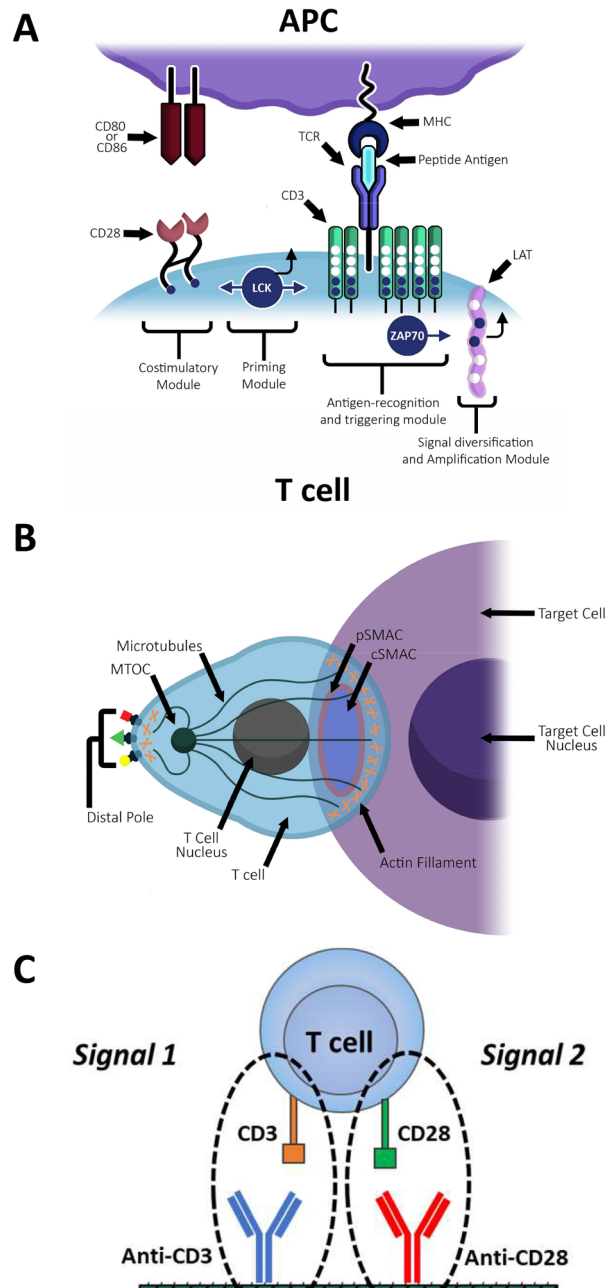 A
APC
CD80
or
CD86
MHC
TCR
Peptide Antigen
CD3
CD28
LAT
LCK
ZAP70
Costimulatory
Module
Priming
Module
Antigen-recognition
and triggering module
Signal diversification
and Amplification Module
T cell
B
pSMAC
cSMAC
Target Cell
Microtubules
MTOC
Target Cell
Nucleus
Distal Pole
T Cell
Nucleus
T cell
Actin Fillament
C
T cell
Signal 1
Signal 2
CD3
CD28
Anti-CD3
Anti-CD28